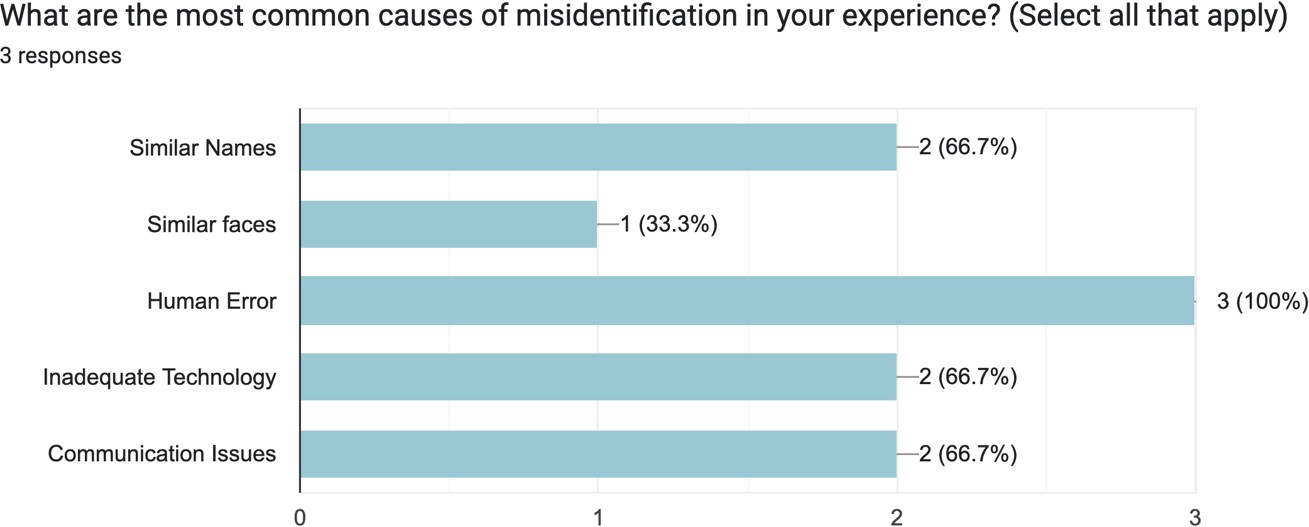 What are the most common causes of misidentification in your experience? (Select all that apply)
3 responses
Similar Names 2 (66.7%)
Similar faces 1 (33.3%)
Human Error 3 (100%)
Inadequate Technology 2 (66.7%)
Communication Issues 2 (66.7%)
0 1 2 3